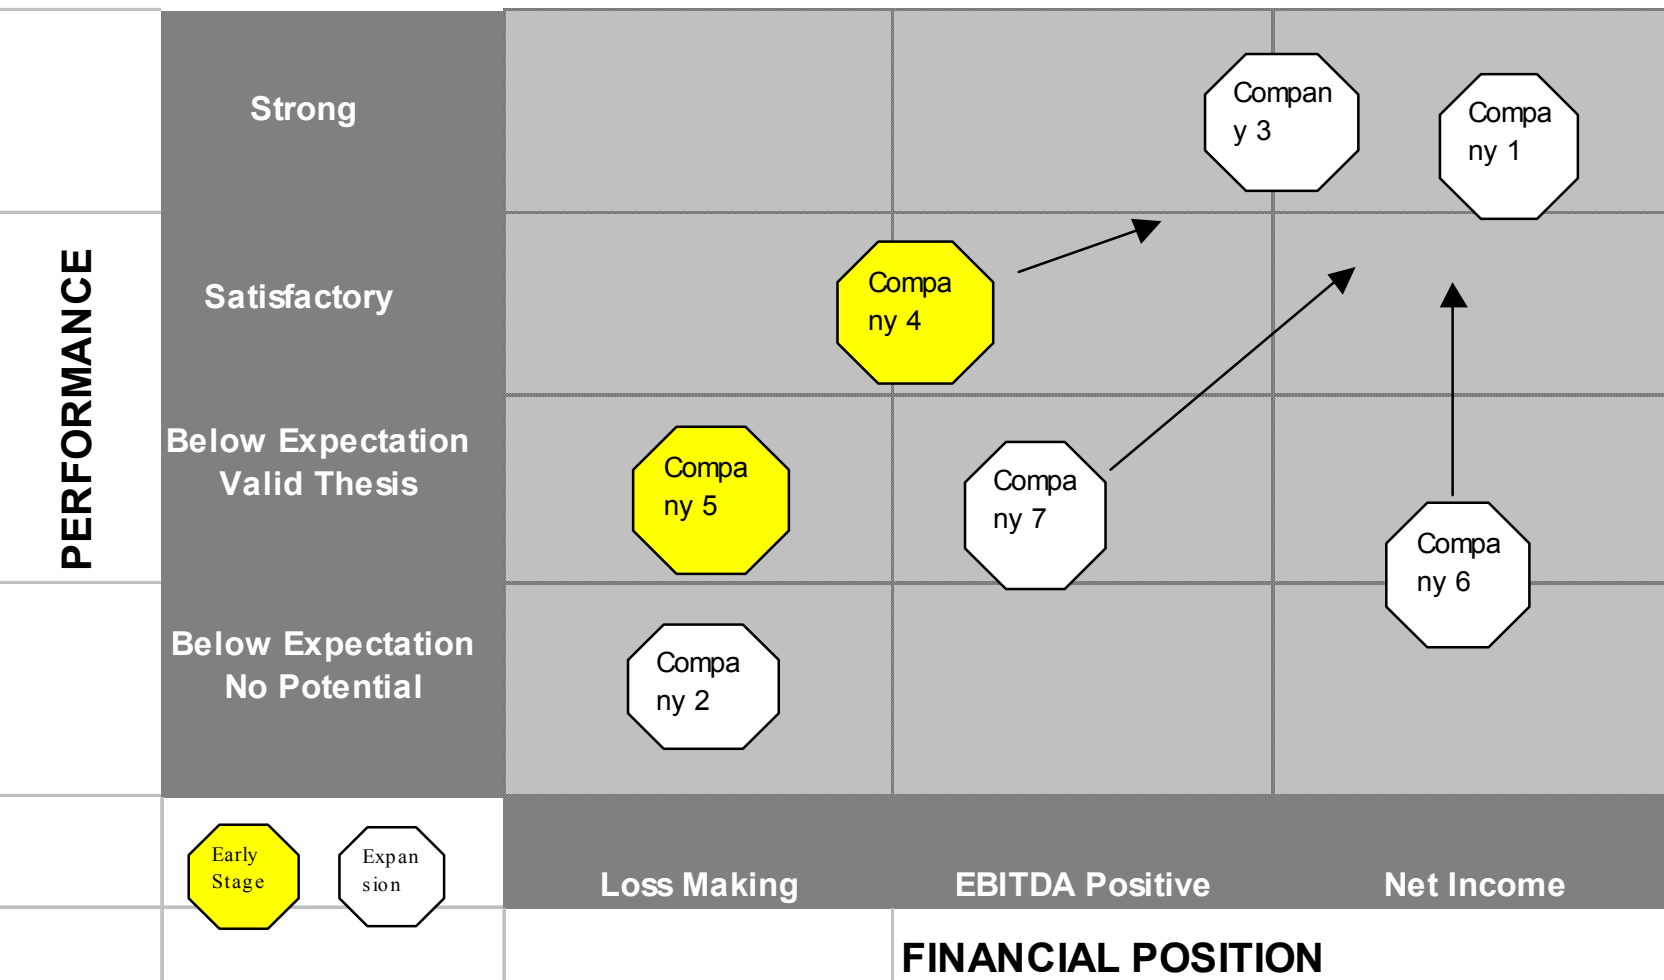 PERFORMANCE
Strong
Compan
y 3
Compa
ny 1
Satisfactory
Compa
ny 4
Below Expectation
Valid Thesis
Compa
ny 5
Compa
ny 7
Compa
ny 6
Below Expectation
No Potential
Compa
ny 2
Early
Stage
Expan
sion
Loss Making
EBITDA Positive
Net Income
FINANCIAL POSITION